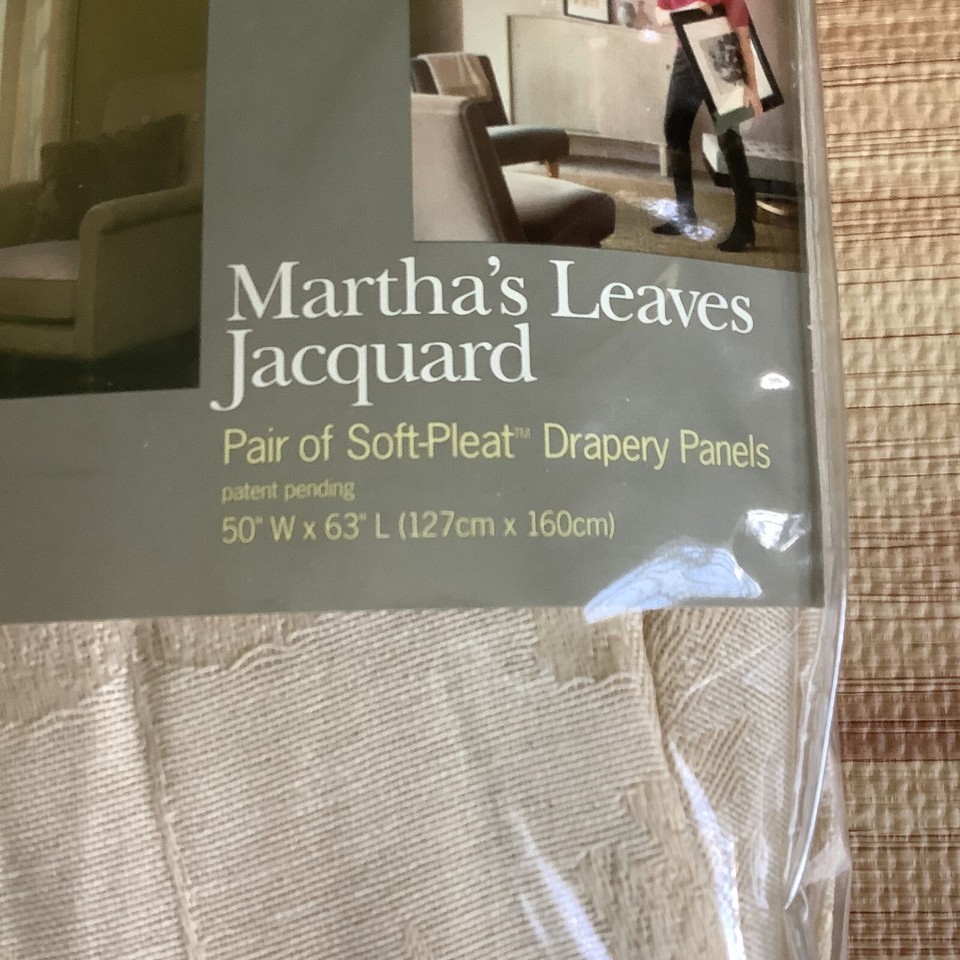 Martha's Leaves
Jacquard
Pair of Soft-Pleat™ Drapery Panels
patent pending
50" W x 63" L (127cm x 160cm)